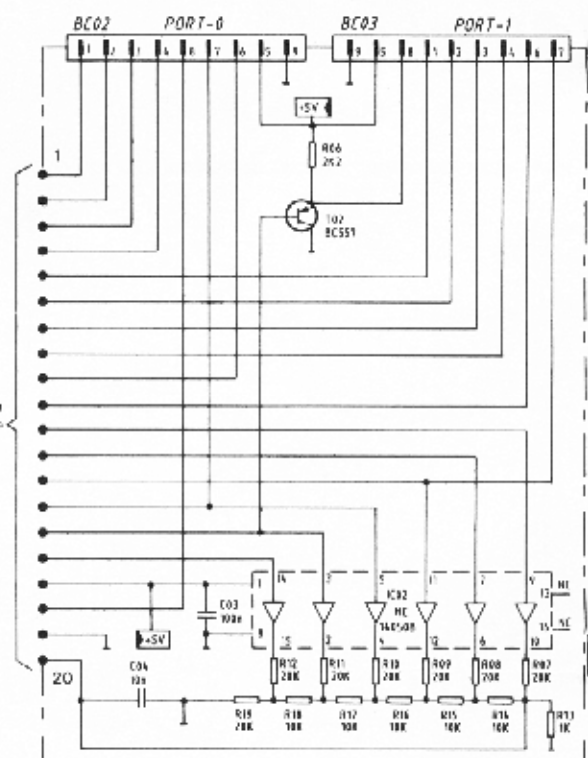 BC02 PORT-0 BC03 PORT-1
1 2 3 4 8 7 6 5 9 9 5 8 1 2 3 4 6 7
+5V
R06
2K2
T02
BC557
1
1 14 3 5 11 7 9
IC02
MC
14050B
13 NC
16 NC
C03
100n
8 15 2 4 12 6 10
+5V
R12
20K
R11
20K
R10
20K
R09
20K
R08
20K
R07
20K
20
C04
10n
R19
20K
R18
10K
R17
10K
R16
10K
R15
10K
R14
10K
R13
1K